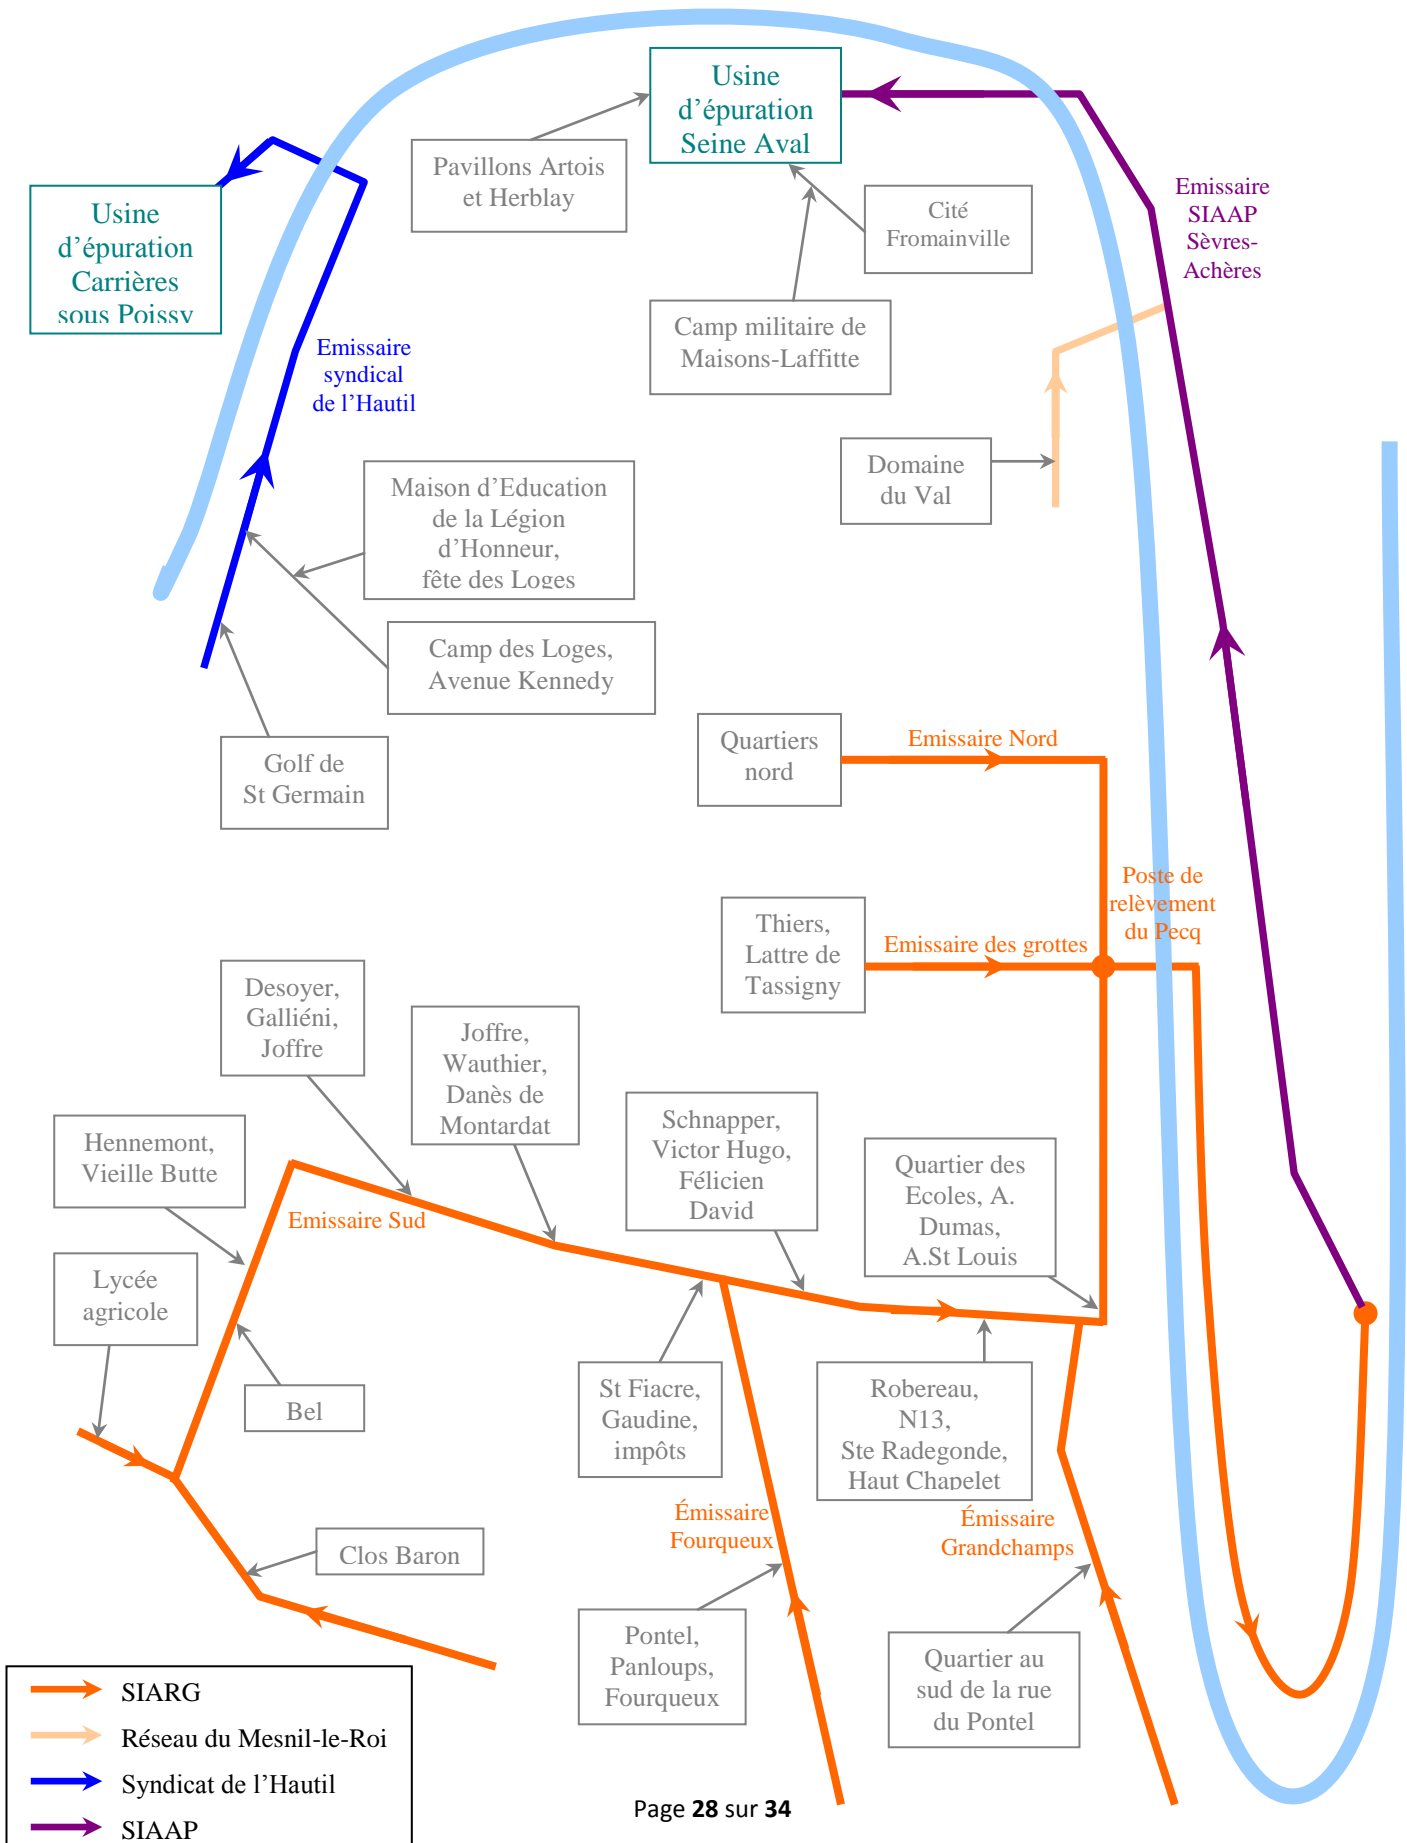 Usine
d'épuration
Seine Aval
Pavillons Artois
et Herblay
Usine
d'épuration
Carrières
sous Poissy
Cité
Fromainville
Emissaire
SIAAP
Sèvres-
Achères
Camp militaire de
Maisons-Laffitte
Emissaire
syndical
de l'Hautil
Domaine
du Val
Maison d'Education
de la Légion
d'Honneur,
fête des Loges
Camp des Loges,
Avenue Kennedy
Golf de
St Germain
Quartiers
nord
Emissaire Nord
Poste de
relèvement
du Pecq
Thiers,
Lattre de
Tassigny
Emissaire des grottes
Desoyer,
Galliéni,
Joffre
Joffre,
Wauthier,
Danès de
Montardat
Schnapper,
Victor Hugo,
Félicien
David
Quartier des
Ecoles, A.
Dumas,
A.St Louis
Hennemont,
Vieille Butte
Emissaire Sud
Lycée
agricole
Bel
St Fiacre,
Gaudine,
impôts
Robereau,
N13,
Ste Radegonde,
Haut Chapelet
Émissaire
Fourqueux
Émissaire
Grandchamps
Clos Baron
Pontel,
Panloups,
Fourqueux
Quartier au
sud de la rue
du Pontel
SIARG
Réseau du Mesnil-le-Roi
Syndicat de l'Hautil
SIAAP
Page 28 sur 34